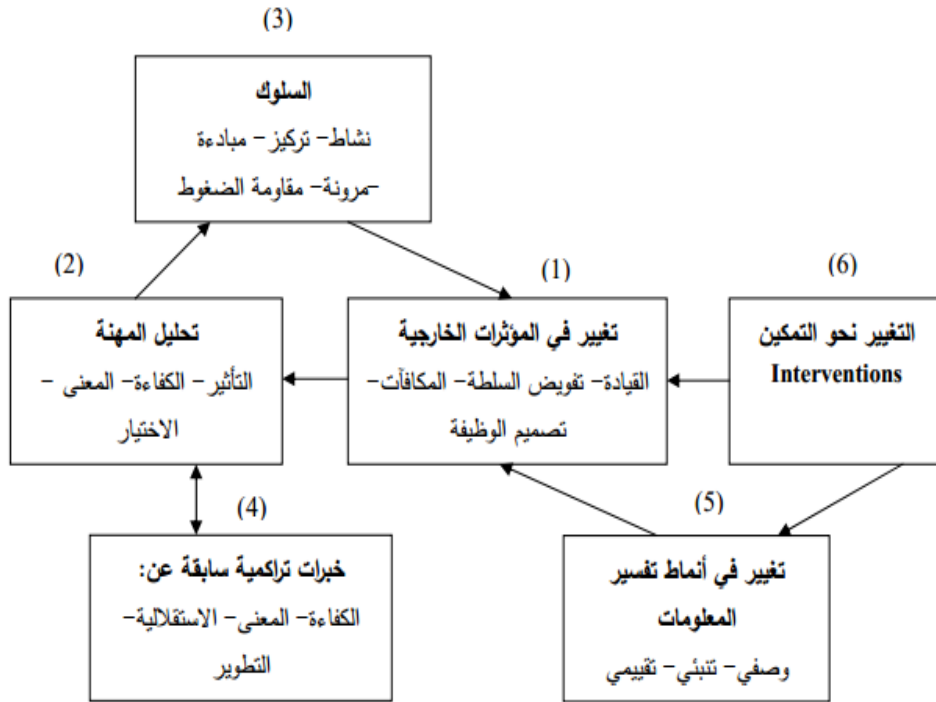 (3)
السلوك
نشاط- تركيز- مبادءة
-مرونة- مقاومة الضغوط
(6)
التغيير نحو التمكين
Interventions
(1)
تغيير في المؤثرات الخارجية
القيادة- تفويض السلطة- المكافآت-
تصميم الوظيفة
(2)
تحليل المهنة
التأثير- الكفاءة- المعنى -
الاختيار
(5)
تغيير في أنماط تفسير
المعلومات
وصفي- تنبئي- تقييمي
(4)
خبرات تراكمية سابقة عن:
الكفاءة- المعنى- الاستقلالية-
التطوير